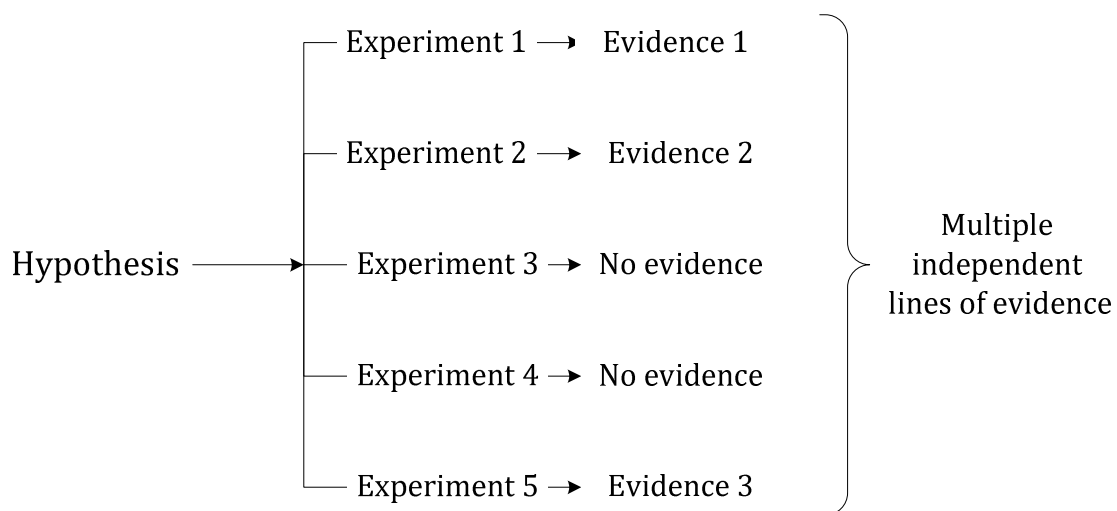 Experiment 1 Evidence 1
Experiment 2 Evidence 2
Hypothesis Experiment 3 No evidence
Experiment 4 No evidence
Experiment 5 Evidence 3
Multiple
independent
lines of evidence